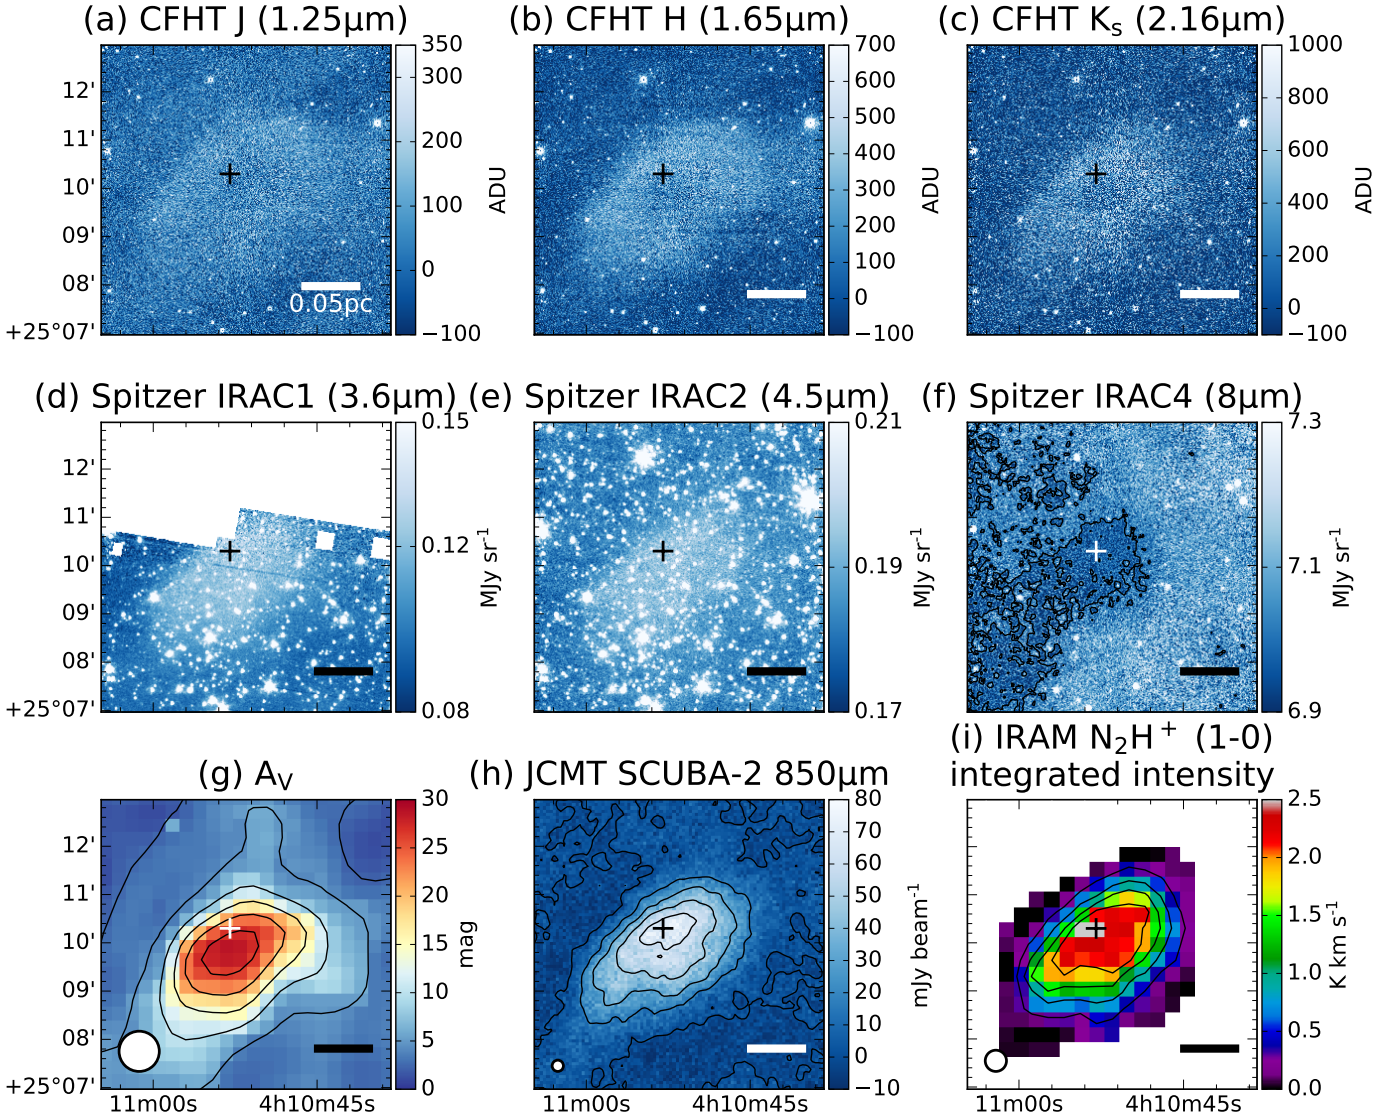 (a) CFHT J (1.25μm)
(b) CFHT H (1.65μm)
(c) CFHT Ks (2.16μm)
12'
11'
10'
09'
08'
+25°07'
0.05pc
350
300
200
100
0
−100
ADU
700
600
500
400
300
200
100
0
−100
ADU
1000
800
600
400
200
0
−100
ADU
(d) Spitzer IRAC1 (3.6μm)
(e) Spitzer IRAC2 (4.5μm)
(f) Spitzer IRAC4 (8μm)
12'
11'
10'
09'
08'
+25°07'
0.15
0.12
0.08
MJy sr-1
0.21
0.19
0.17
MJy sr-1
7.3
7.1
6.9
MJy sr-1
(g) AV
(h) JCMT SCUBA-2 850μm
(i) IRAM N2H+ (1-0)
integrated intensity
12'
11'
10'
09'
08'
+25°07'
11m00s
4h10m45s
30
25
20
15
10
5
0
mag
11m00s
4h10m45s
80
70
60
50
40
30
20
10
0
−10
mJy beam-1
11m00s
4h10m45s
2.5
2.0
1.5
1.0
0.5
0.0
K km s-1